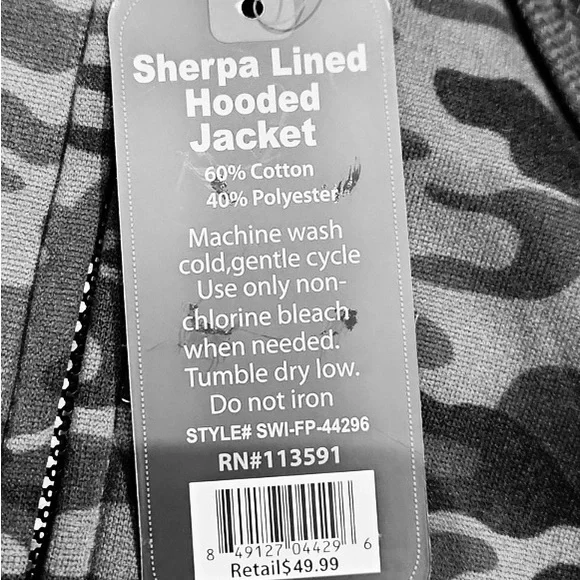 Sherpa Lined
Hooded
Jacket
60% Cotton
40% Polyester
Machine wash
cold,gentle cycle
Use only non-
chlorine bleach
when needed.
Tumble dry low.
Do not iron
STYLE# SWI-FP-44296
RN#113591
8 49127 04429 6
Retail$49.99